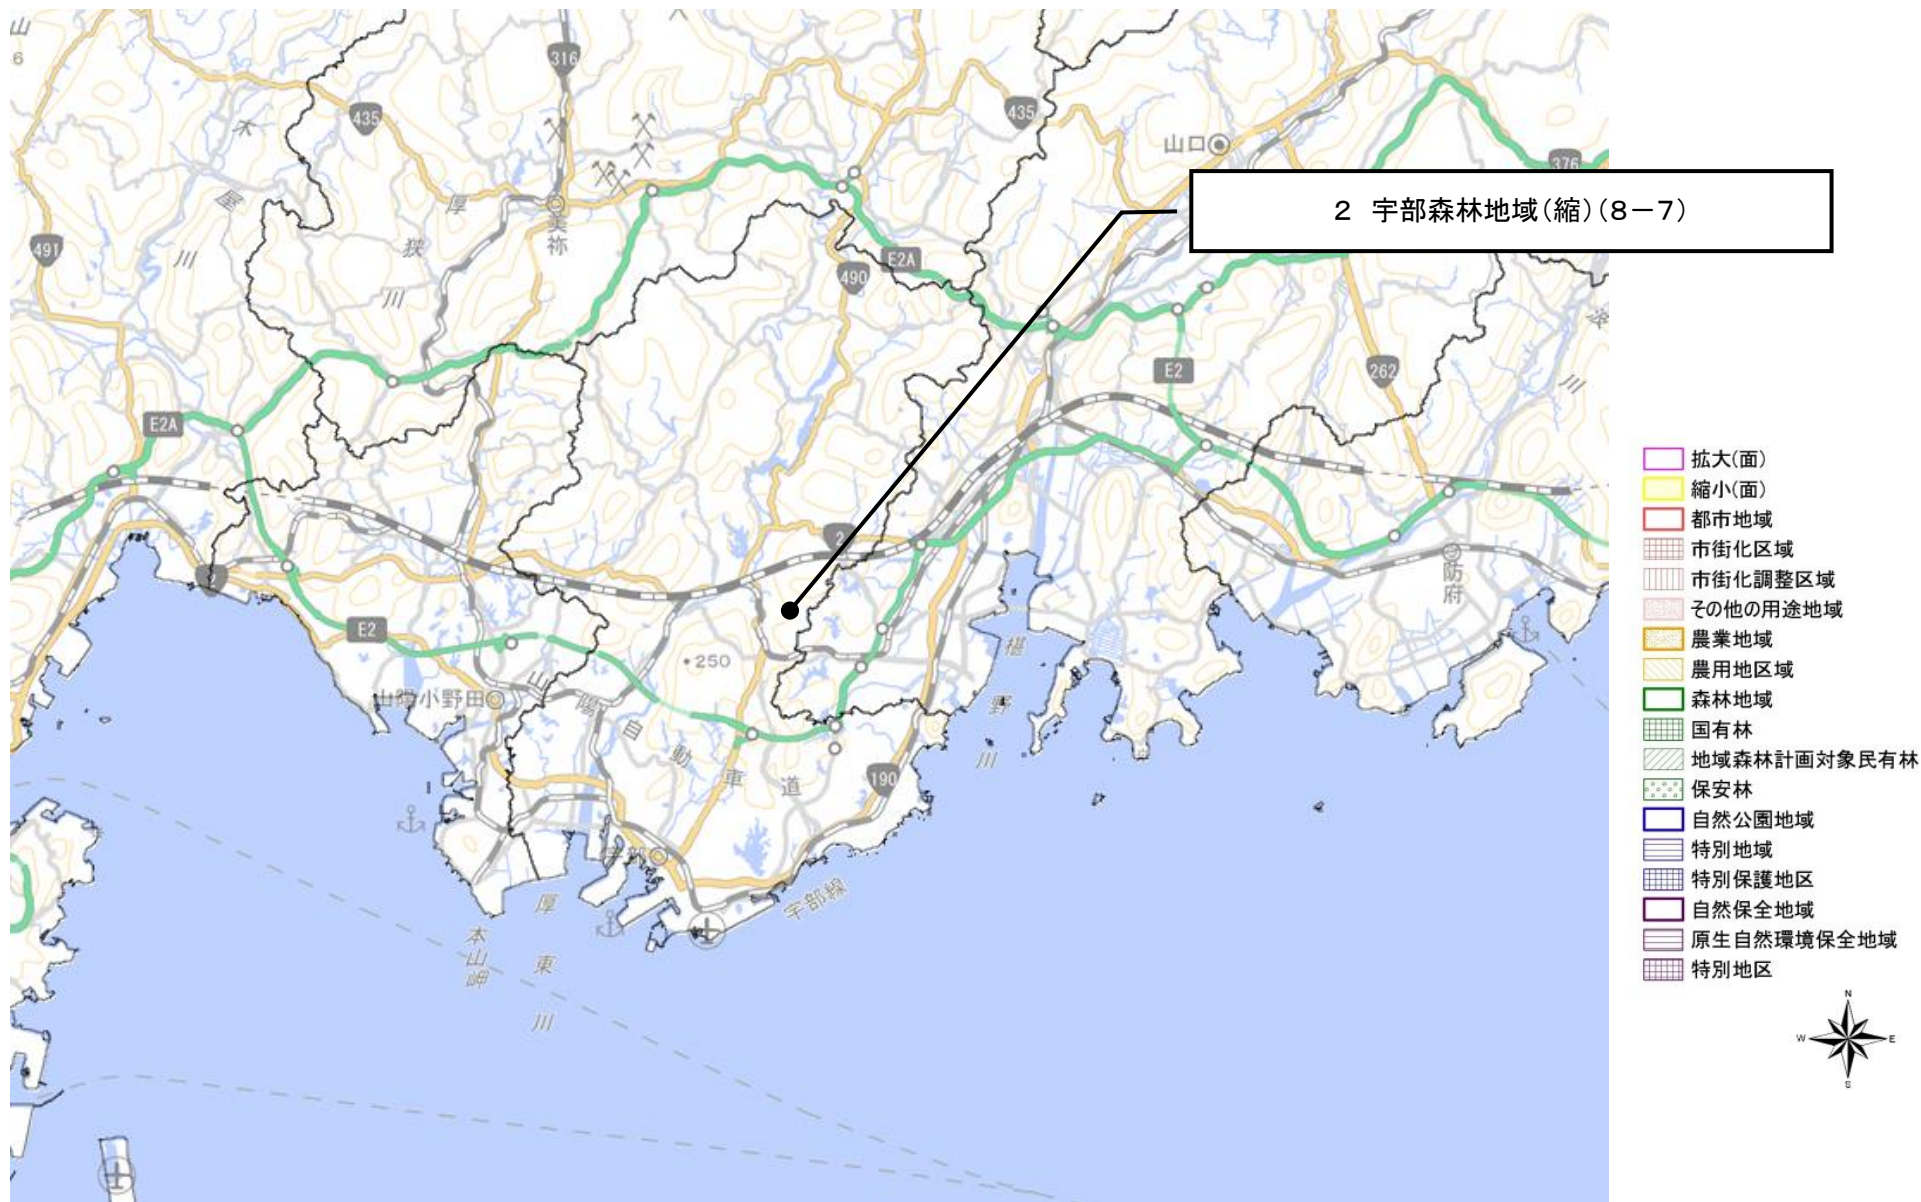 山
6
316
435
435
木
屋
川
厚
狭
川
美祢
491
山口
376
2 宇部森林地域(縮)(8-7)
E2A
490
E2
262
川
E2A
2
防府
2
E2
・250
山陽小野田
山
陽
自
動
車
道
190
椹
野
川
宇部
宇部線
厚
東
川
本山岬
拡大(面)
縮小(面)
都市地域
市街化区域
市街化調整区域
その他の用途地域
農業地域
農用地区域
森林地域
国有林
地域森林計画対象民有林
保安林
自然公園地域
特別地域
特別保護地区
自然保全地域
原生自然環境保全地域
特別地区
N
W
E
S